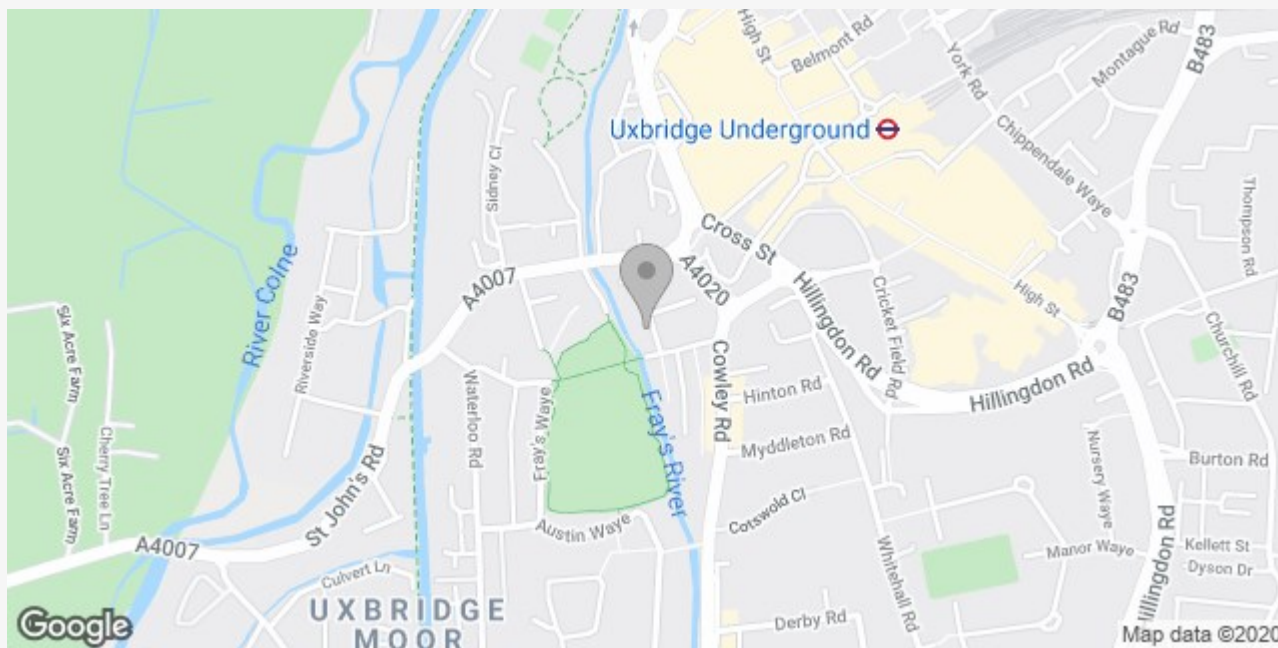 High St
Belmont Rd
York Rd
Montague Rd
B483
Uxbridge Underground
Chippendale Waye
Sidney Cl
Thompson Rd
Cross St
A4020
A4007
River Colne
Riverside Way
Hillingdon Rd
Cricket Field Rd
High St
B483
Churchill Rd
Six Acre Farm
Cherry Tree Ln
Six Acre Farm
Waterloo Rd
Fray's Waye
Fray's River
Cowley Rd
Hinton Rd
Hillingdon Rd
Myddleton Rd
Nursery Waye
Burton Rd
St John's Rd
Cotswold Cl
Austin Waye
Whitehall Rd
Manor Waye
Kellett St
Dyson Dr
A4007
Culvert Ln
Hillingdon Rd
UXBRIDGE
MOOR
Derby Rd
Google
Map data ©2020